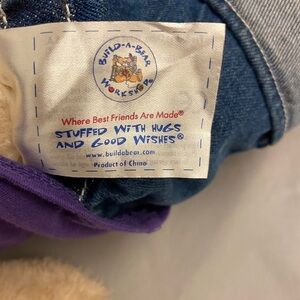 BUILD-A-BEAR
WORKSHOP®
Where Best Friends Are Made®
STUFFED WITH HUGS
AND GOOD WISHES®
www.buildabear.com
Product of China